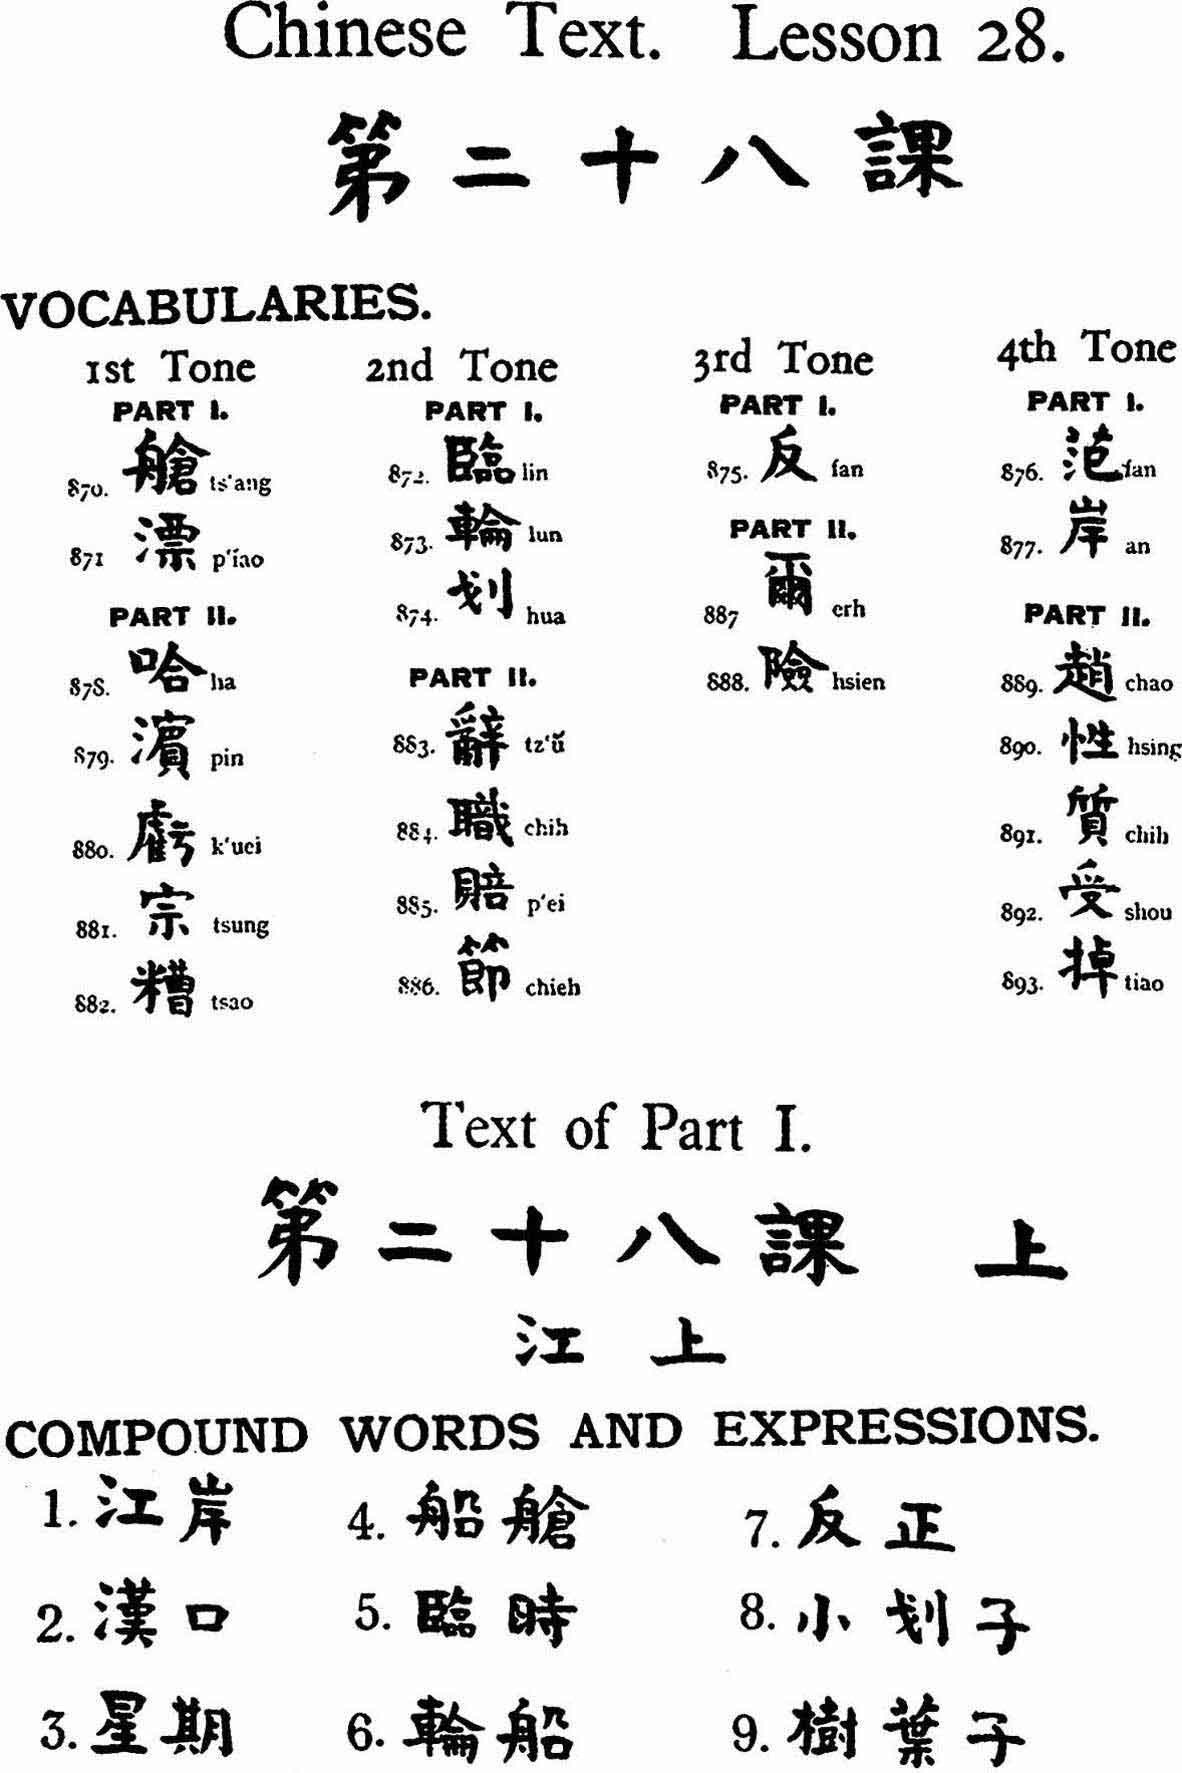 Chinese Text. Lesson 28.
第二十八課
VOCABULARIES.
1st Tone 2nd Tone 3rd Tone 4th Tone
PART I. PART I. PART I. PART I.
870. 艙 ts'ang 872. 臨 lin 875. 反 fan 876. 范 fan
871 漂 p'iao 873. 輪 lun PART II. 877. 岸 an
PART II. 874. 划 hua 887 爾 erh PART II.
878. 哈 ha PART II. 888. 險 hsien 889. 趙 chao
879. 濱 pin 883. 辭 tz'ŭ 890. 性 hsing
880. 虧 k'uei 884. 職 chih 891. 質 chih
881. 宗 tsung 885. 賠 p'ei 892. 受 shou
882. 糟 tsao 886. 節 chieh 893. 掉 tiao
Text of Part I.
第二十八課 上
江上
COMPOUND WORDS AND EXPRESSIONS.
1. 江岸 4. 船艙 7. 反正
2. 漢口 5. 臨時 8. 小划子
3. 星期 6. 輪船 9. 樹葉子